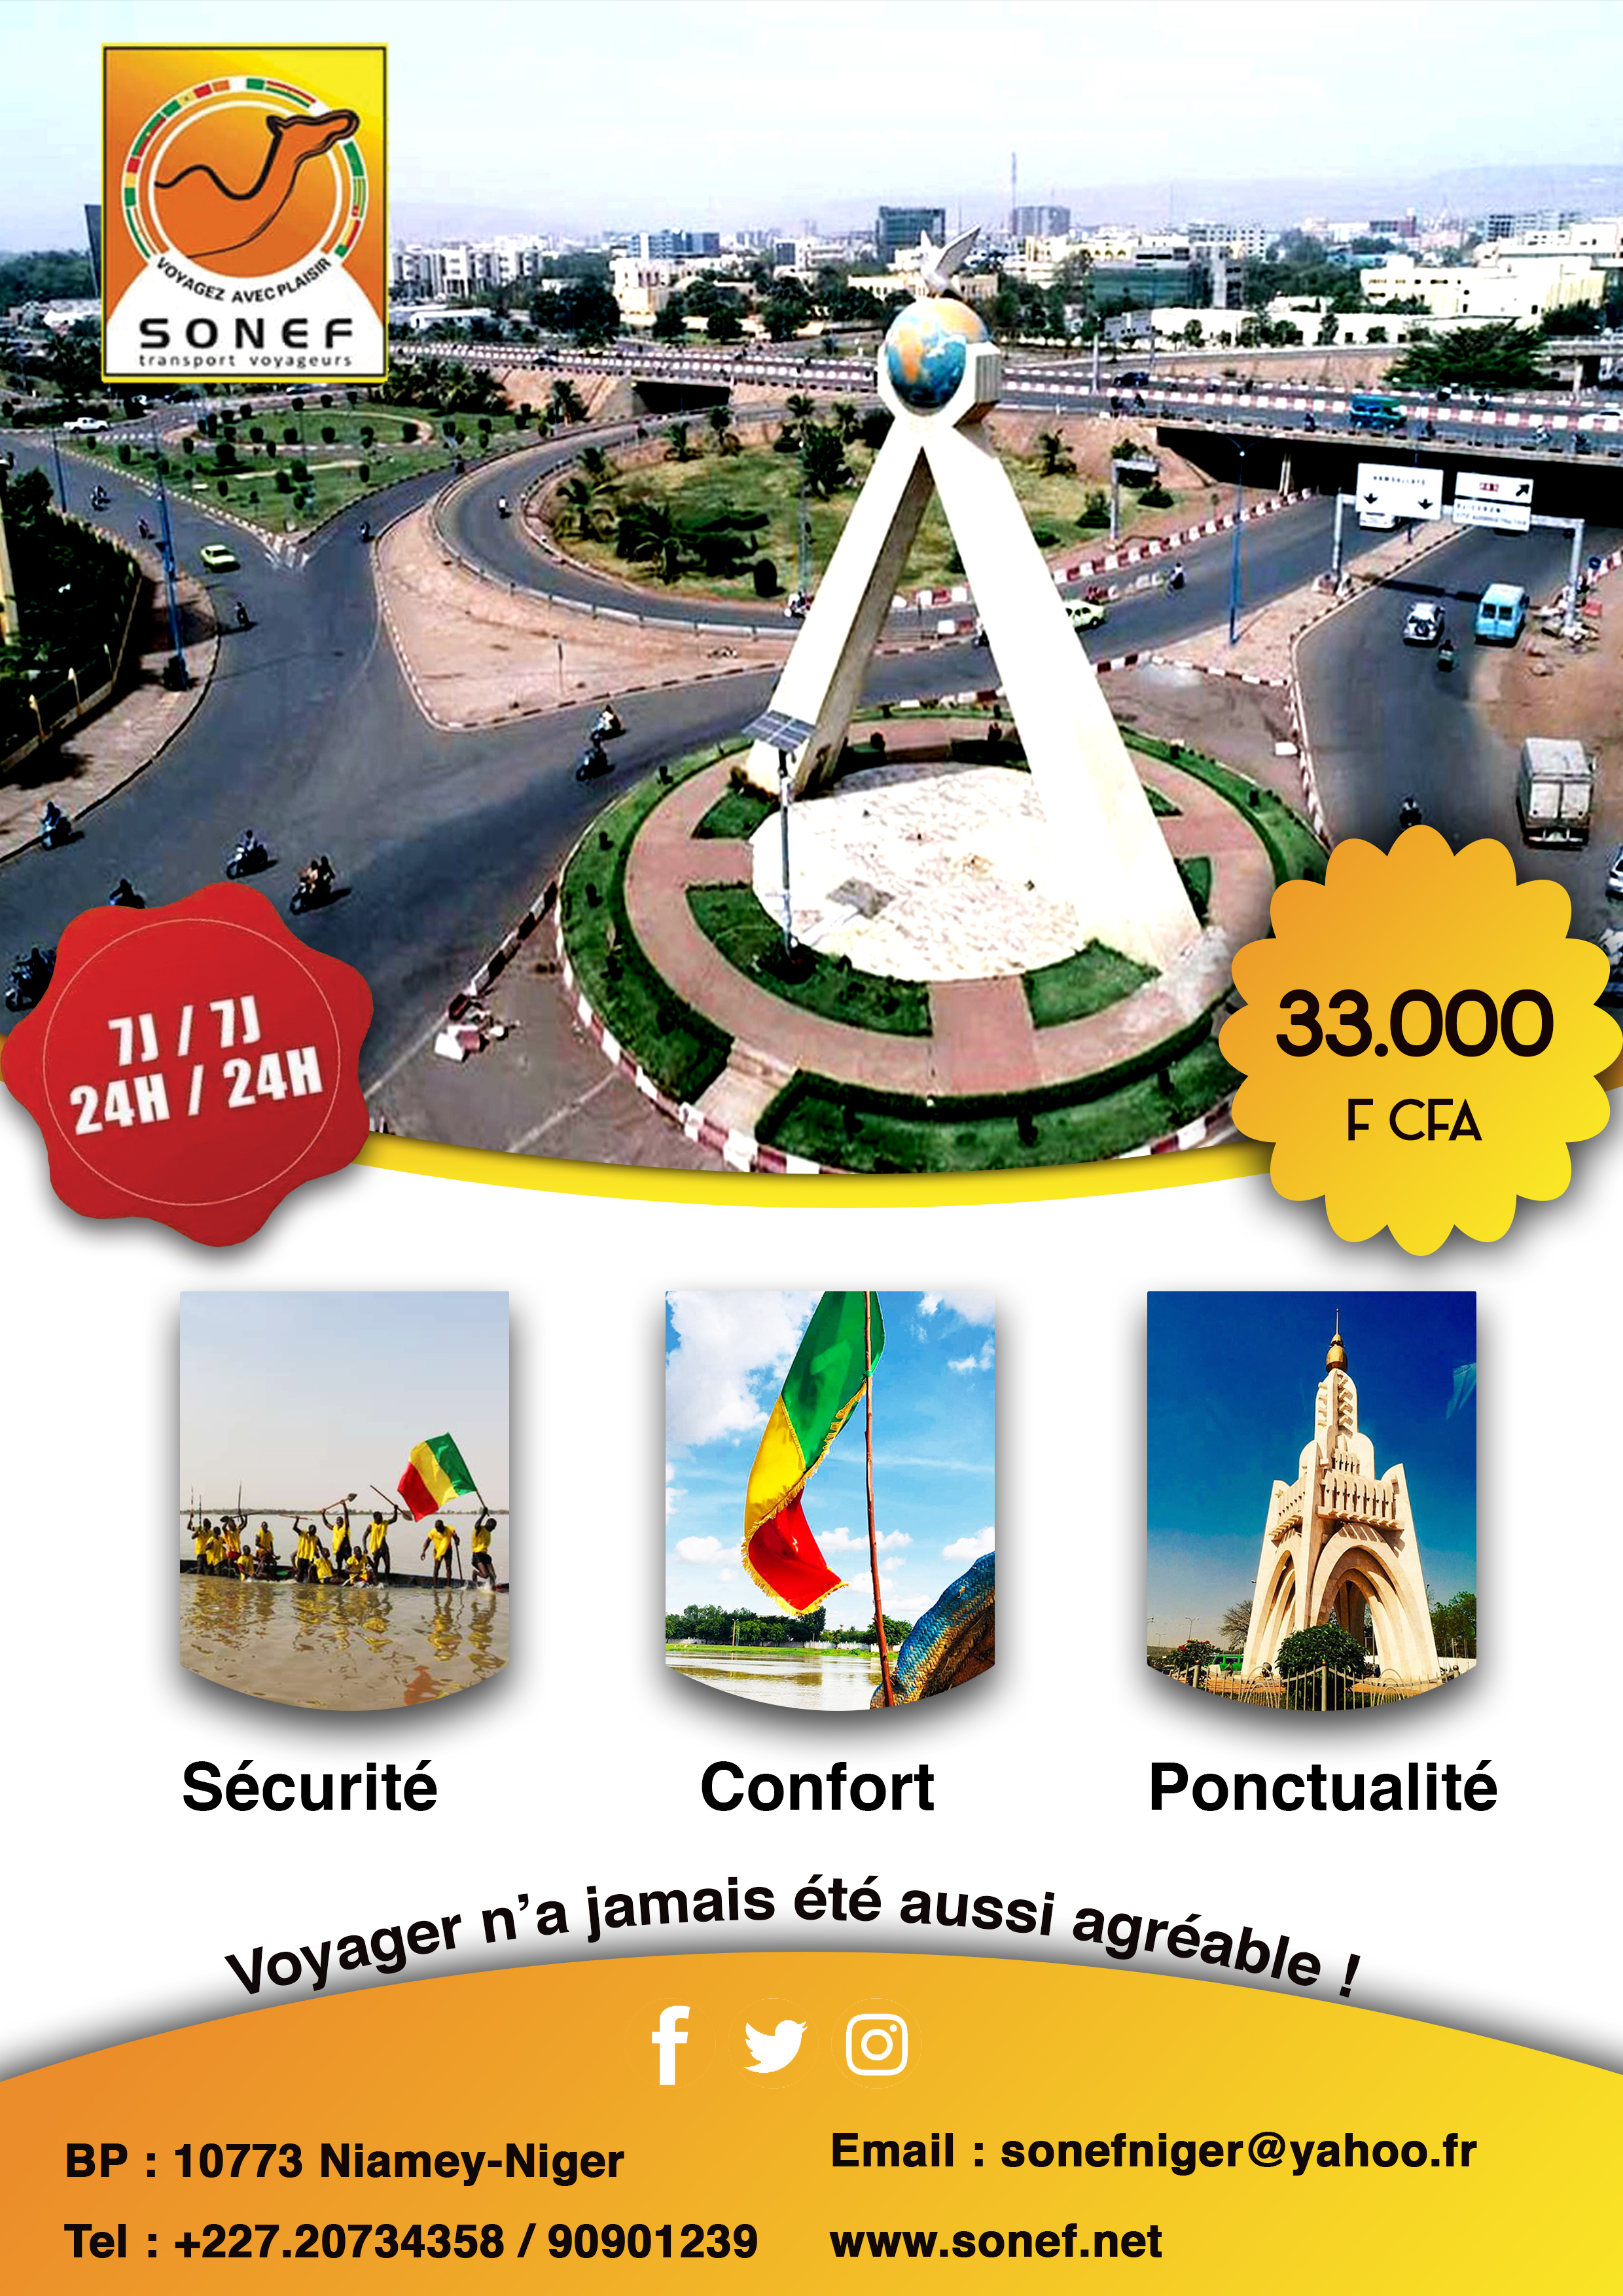 VOYAGEZ AVEC PLAISIR
SONEF
transport voyageurs
7J / 7J
24H / 24H
33.000
F CFA
Sécurité
Confort
Ponctualité
Voyager n’a jamais été aussi agréable !
BP : 10773 Niamey-Niger
Email : sonefniger@yahoo.fr
Tel : +227.20734358 / 90901239
www.sonef.net